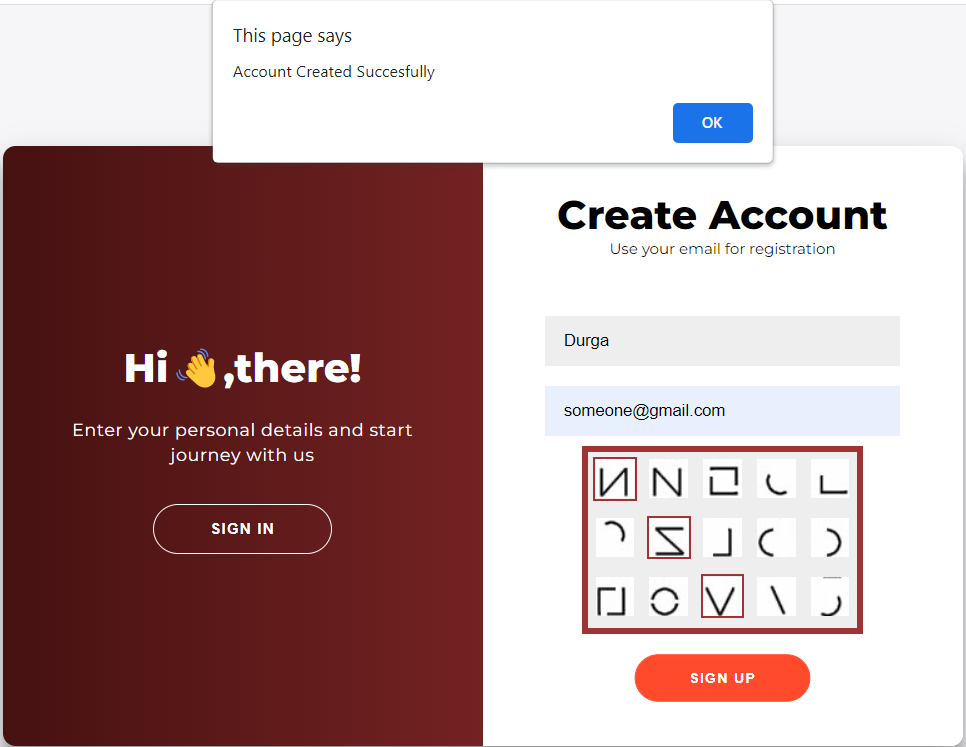 This page says
Account Created Succesfully
OK
Create Account
Use your email for registration
Durga
someone@gmail.com
Hi 👋,there!
Enter your personal details and start
journey with us
SIGN IN
SIGN UP